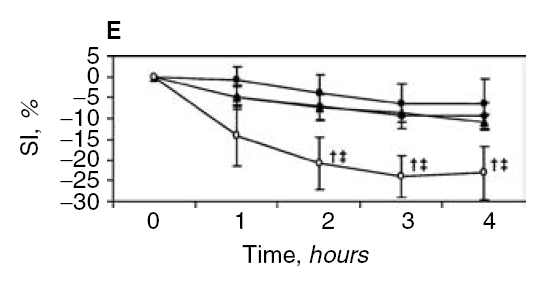 E
5
0
−5
−10
−15
−20
−25
−30
SI, %
†‡
†‡
†‡
0 1 2 3 4
Time, hours